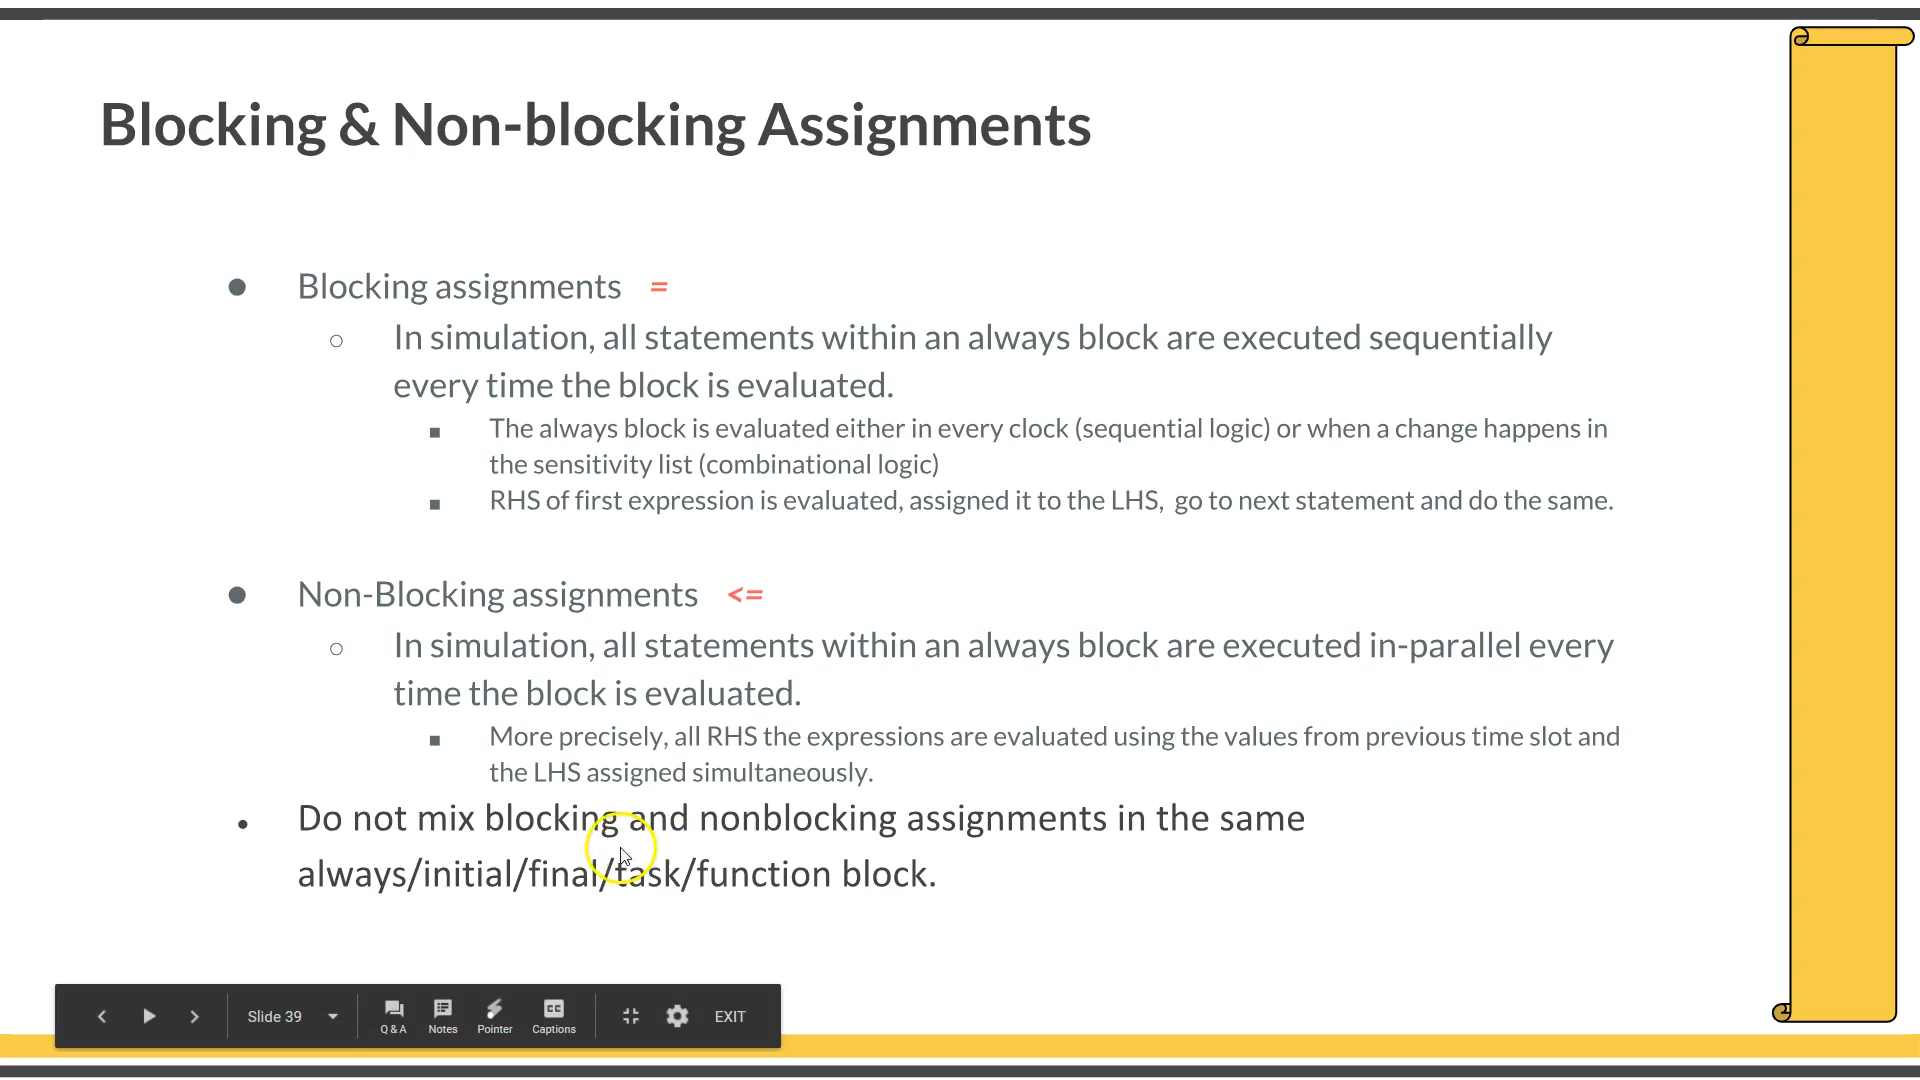 Blocking & Non-blocking Assignments
● Blocking assignments =
○ In simulation, all statements within an always block are executed sequentially
every time the block is evaluated.
■ The always block is evaluated either in every clock (sequential logic) or when a change happens in
the sensitivity list (combinational logic)
■ RHS of first expression is evaluated, assigned it to the LHS, go to next statement and do the same.
● Non-Blocking assignments <=
○ In simulation, all statements within an always block are executed in-parallel every
time the block is evaluated.
■ More precisely, all RHS the expressions are evaluated using the values from previous time slot and
the LHS assigned simultaneously.
● Do not mix blocking and nonblocking assignments in the same
always/initial/final/task/function block.
Slide 39
Q & A Notes Pointer CC Captions EXIT